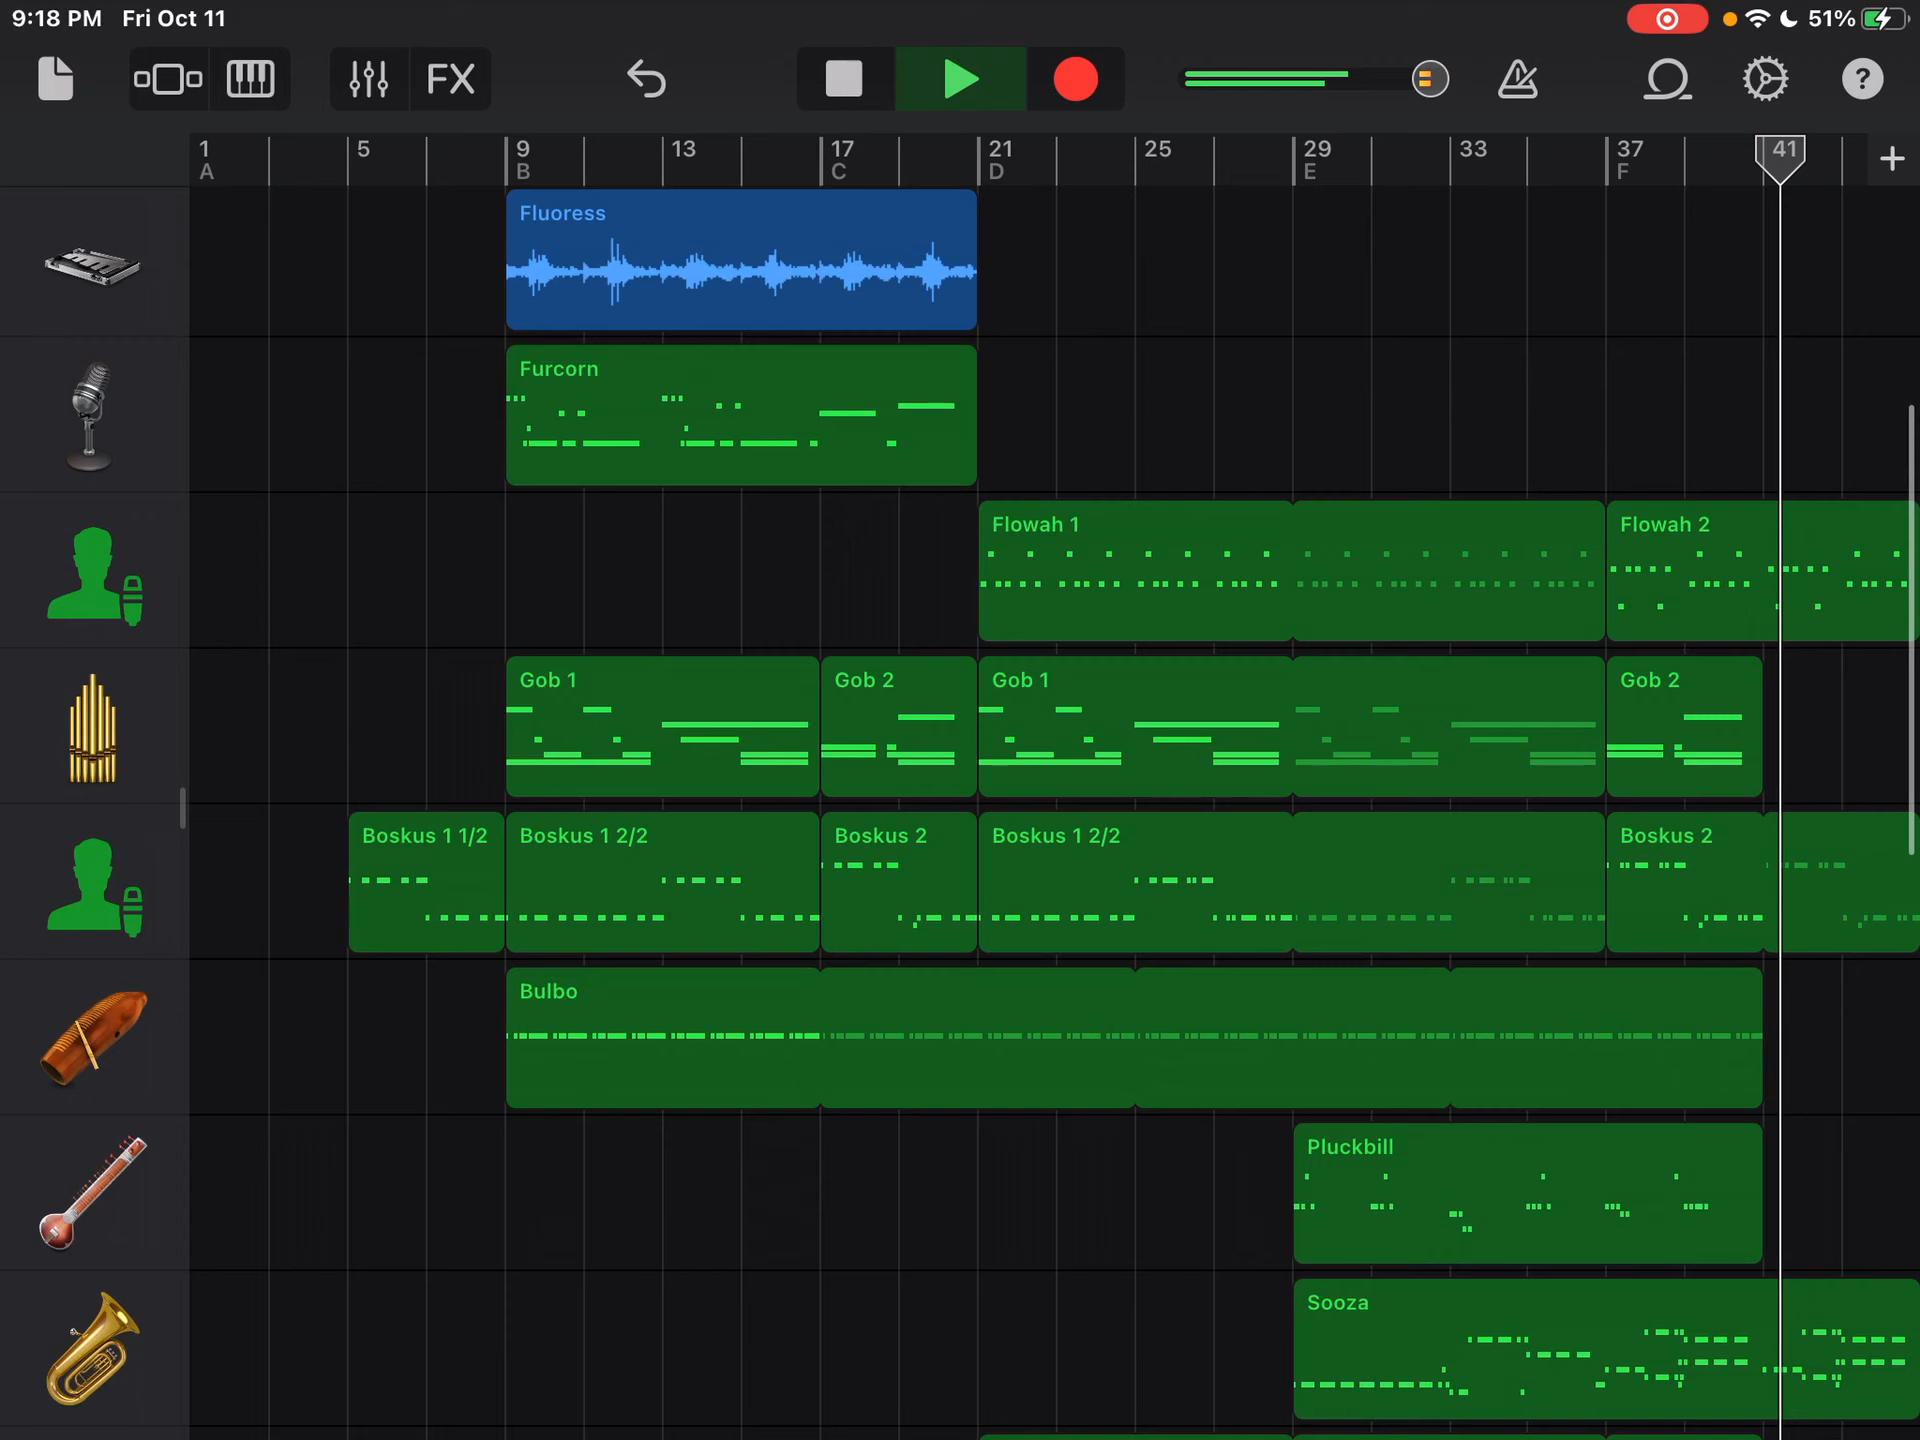 9:18 PM Fri Oct 11 51%
FX
1 5 9 13 17 21 25 29 33 37 41
A B C D E F
Fluoress
Furcorn
Flowah 1 Flowah 2
Gob 1 Gob 2 Gob 1 Gob 2
Boskus 1 1/2 Boskus 1 2/2 Boskus 2 Boskus 1 2/2 Boskus 2
Bulbo
Pluckbill
Sooza